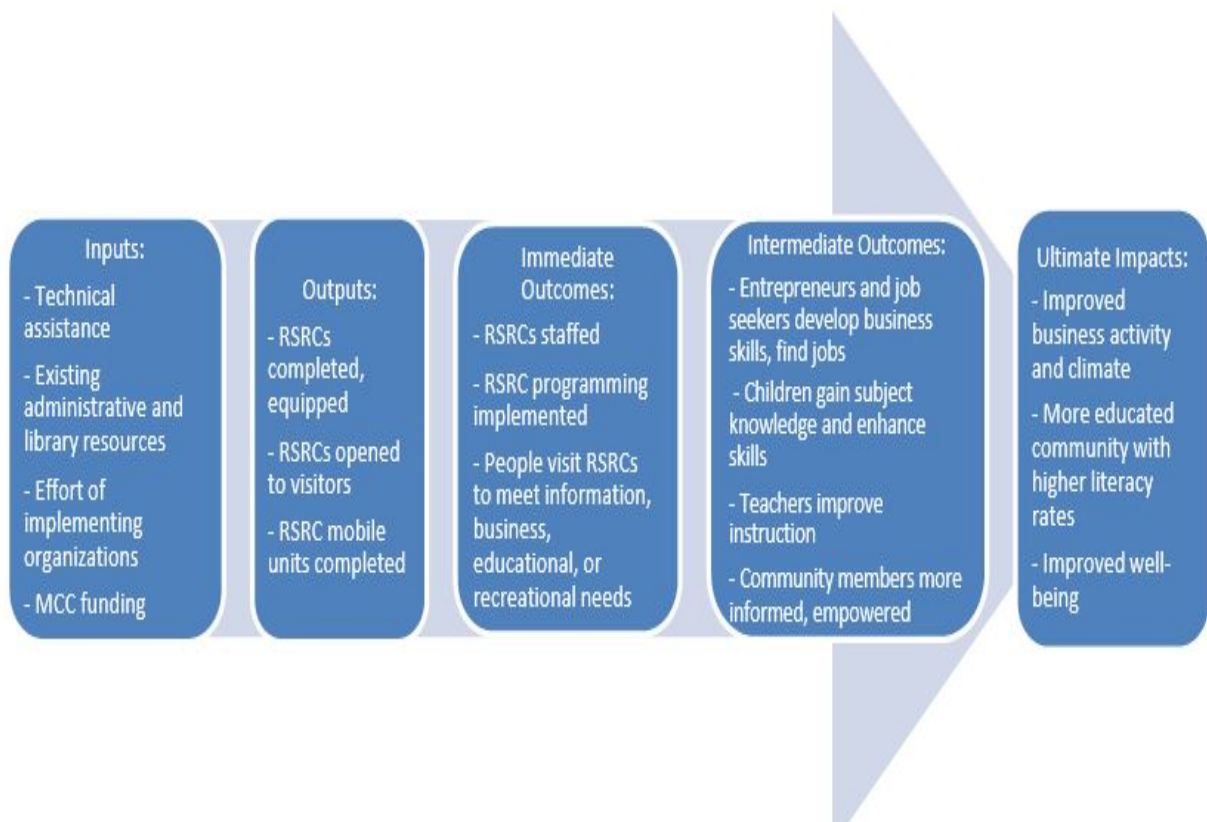 Inputs:
- Technical
assistance
- Existing
administrative and
library resources
- Effort of
implementing
organizations
- MCC funding
Outputs:
- RSRCs
completed,
equipped
- RSRCs opened
to visitors
- RSRC mobile
units completed
Immediate
Outcomes:
- RSRCs staffed
- RSRC programming
implemented
- People visit RSRCs
to meet information,
business,
educational, or
recreational needs
Intermediate Outcomes:
- Entrepreneurs and job
seekers develop business
skills, find jobs
- Children gain subject
knowledge and enhance
skills
- Teachers improve
instruction
- Community members more
informed, empowered
Ultimate Impacts:
- Improved
business activity
and climate
- More educated
community with
higher literacy
rates
- Improved well-
being